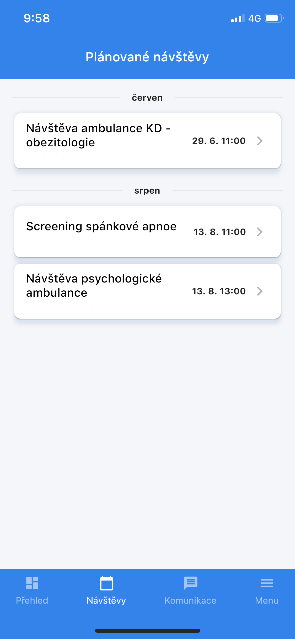 9:58
4G
Plánované návštěvy
červen
Návštěva ambulance KD -
obezitologie
29. 6. 11:00
srpen
Screening spánkové apnoe
13. 8. 11:00
Návštěva psychologické
ambulance
13. 8. 13:00
Přehled
Návštěvy
Komunikace
Menu